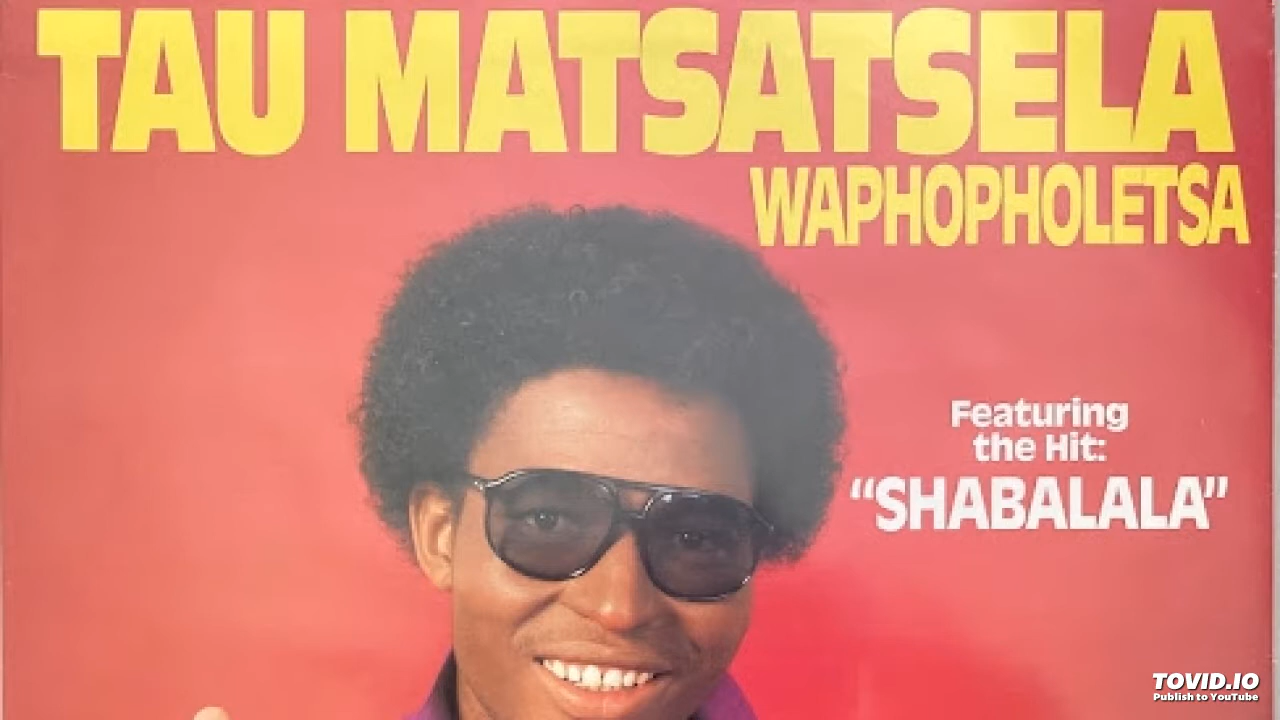 TAU MATSATSELA
WAPHOPHOLETSA
Featuring
the Hit:
“SHABALALA”
TOVID.IO
Publish to YouTube